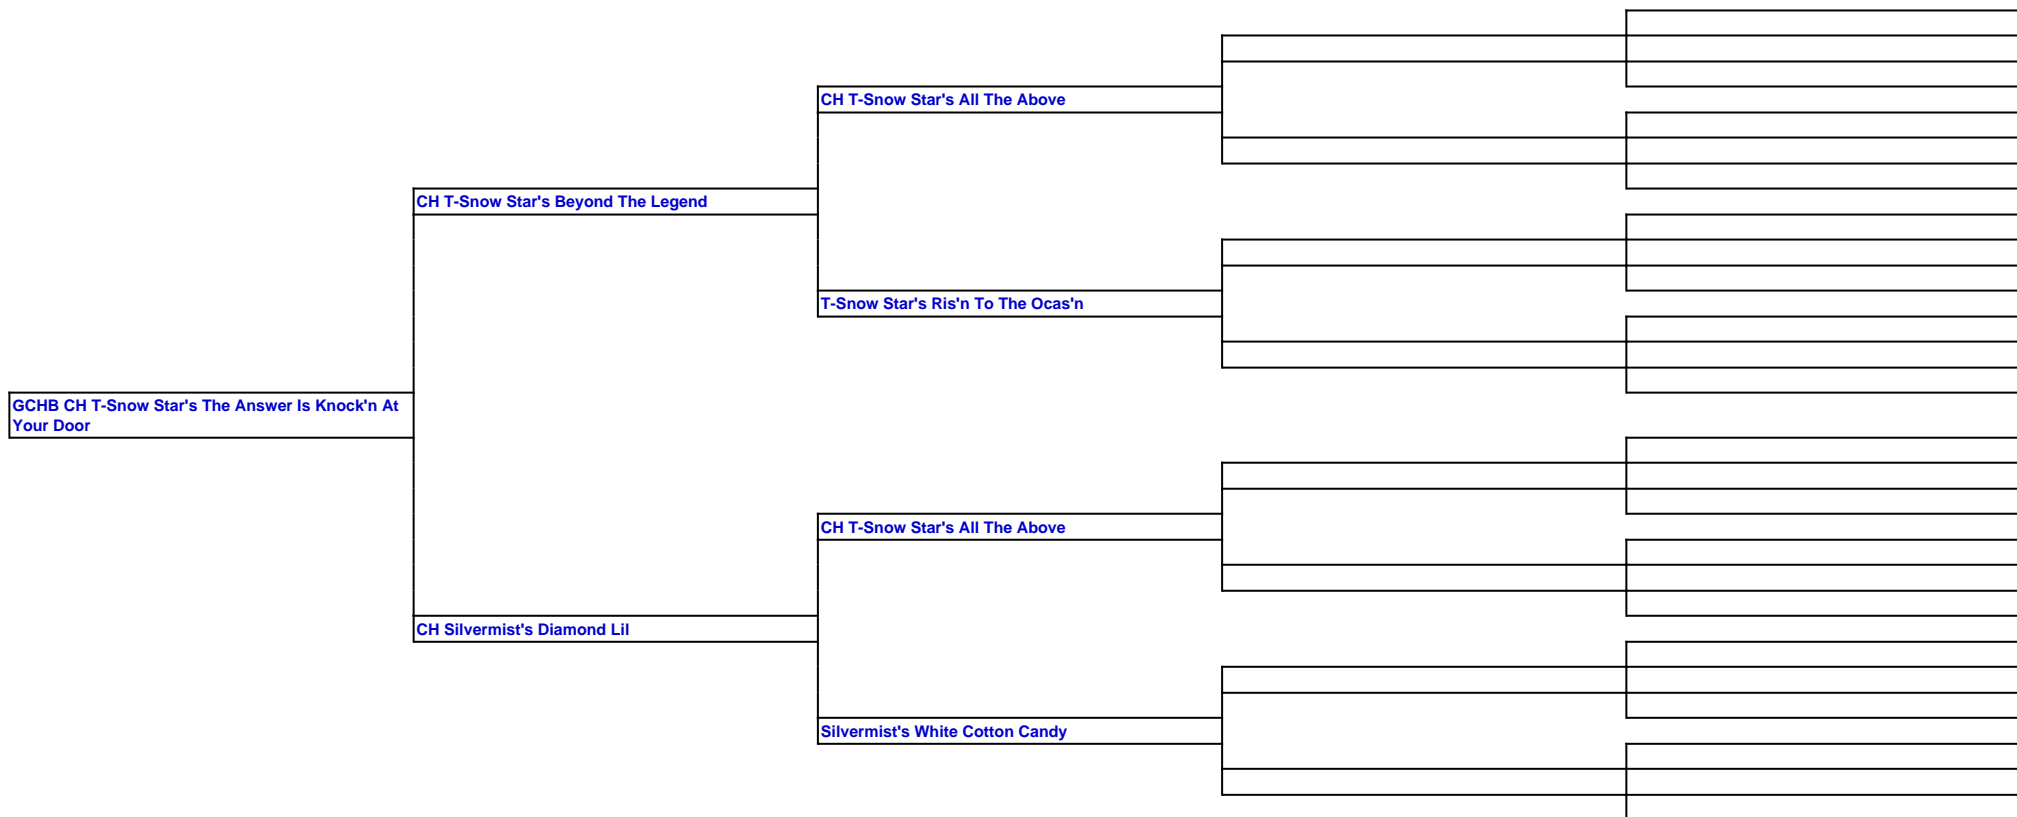 CH T-Snow Star's All The Above
CH T-Snow Star's Beyond The Legend
T-Snow Star's Ris'n To The Ocas'n
GCHB CH T-Snow Star's The Answer Is Knock'n At
Your Door
CH T-Snow Star's All The Above
CH Silvermist's Diamond Lil
Silvermist's White Cotton Candy